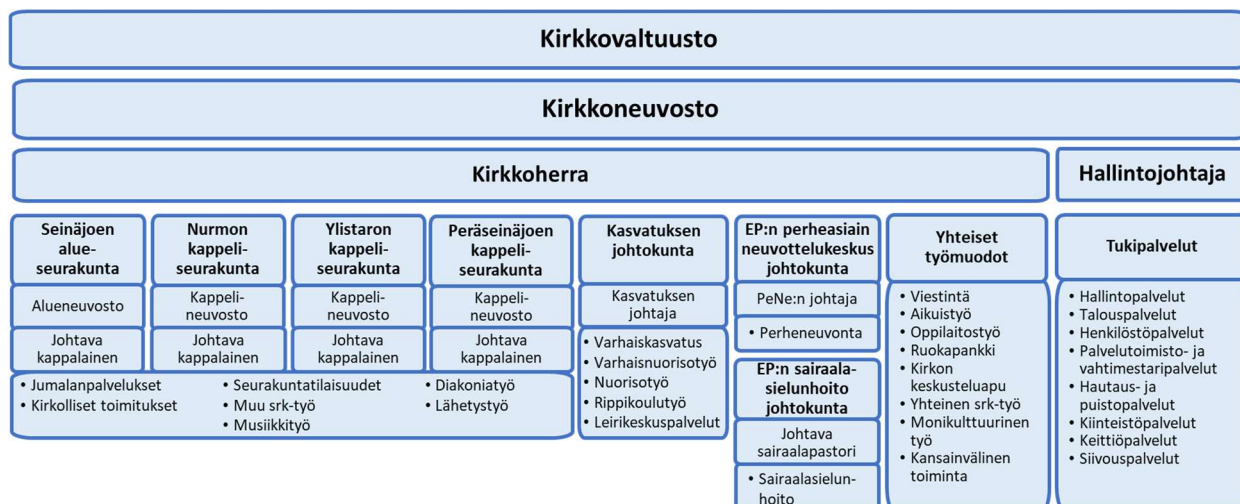 Kirkkovaltuusto
Kirkkoneuvosto
Kirkkoherra
Hallintojohtaja
Seinäjoen
alue-
seurakunta
Alueneuvosto
Johtava
kappalainen
Nurmon
kappeli-
seurakunta
Kappeli-
neuvosto
Johtava
kappalainen
Ylistaron
kappeli-
seurakunta
Kappeli-
neuvosto
Johtava
kappalainen
Peräseinäjoen
kappeli-
seurakunta
Kappeli-
neuvosto
Johtava
kappalainen
• Jumalanpalvelukset
• Kirkolliset toimitukset
• Seurakuntatilaisuudet
• Muu srk-työ
• Musiikkityö
• Diakoniatyö
• Lähetystyö
Kasvatuksen
johtokunta
Kasvatuksen
johtaja
• Varhaiskasvatus
• Varhaisnuorisotyö
• Nuorisotyö
• Rippikoulutyö
• Leirikeskuspalvelut
EP:n perheasiain
neuvottelukeskus
johtokunta
PeNe:n johtaja
• Perheneuvonta
EP:n sairaala-
sielunhoito
johtokunta
Johtava
sairaalapastori
• Sairaalasielun-
hoito
Yhteiset
työmuodot
• Viestintä
• Aikuistyö
• Oppilaitostyö
• Ruokapankki
• Kirkon
keskusteluapu
• Yhteinen srk-työ
• Monikulttuurinen
työ
• Kansainvälinen
toiminta
Tukipalvelut
• Hallintopalvelut
• Talouspalvelut
• Henkilöstöpalvelut
• Palvelutoimisto- ja
vahtimestaripalvelut
• Hautaus- ja
puistopalvelut
• Kiinteistöpalvelut
• Keittiöpalvelut
• Siivouspalvelut